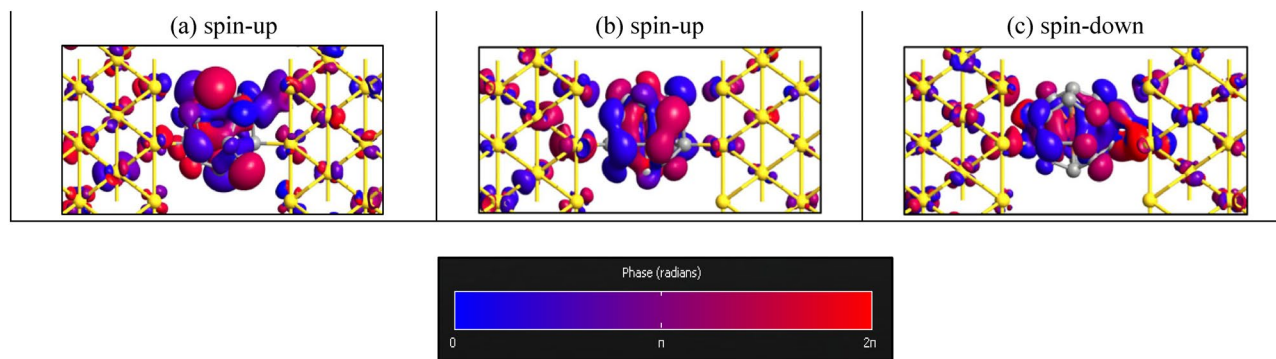 (a) spin-up
(b) spin-up
(c) spin-down
Phase (radians)
0
π
2π